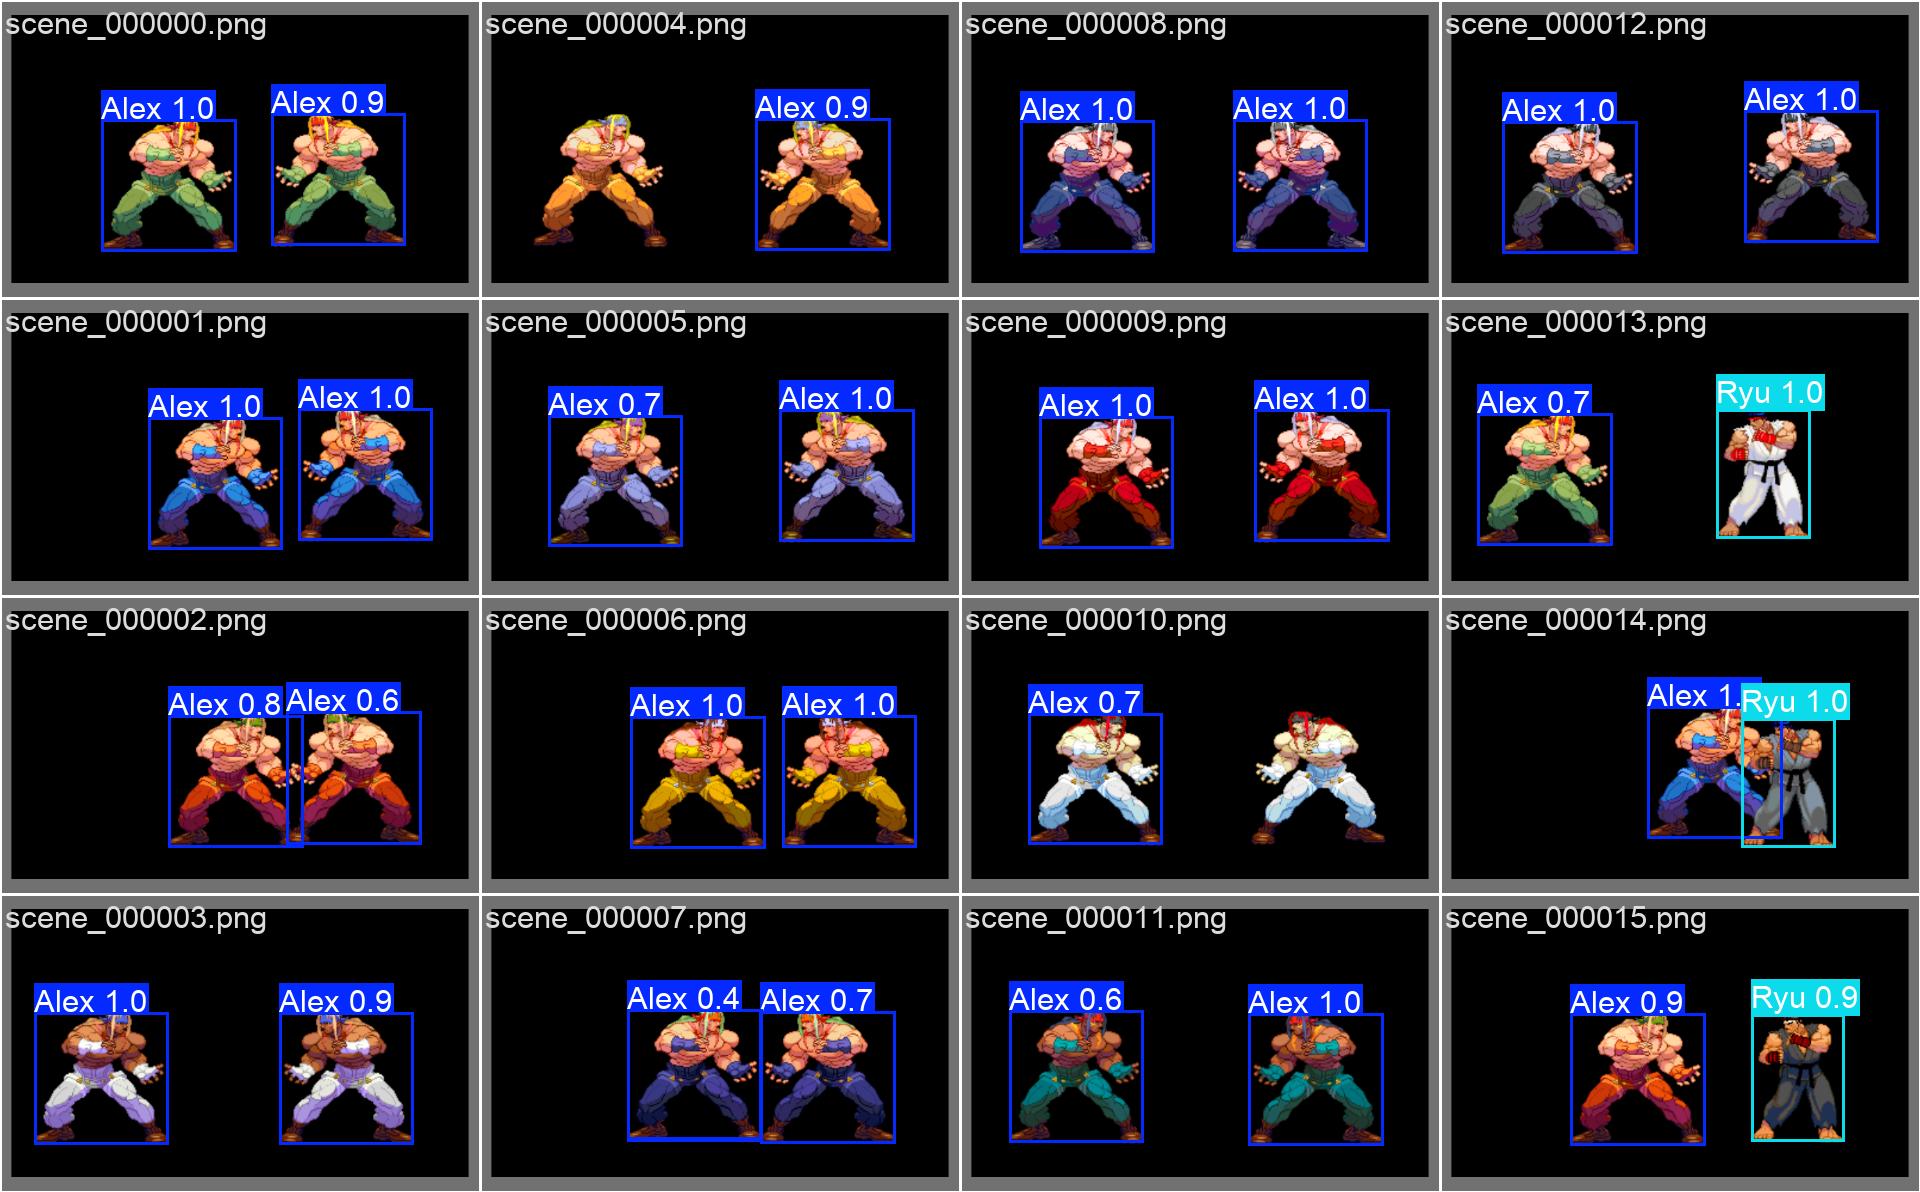 scene_000000.png
Alex 1.0
Alex 0.9
scene_000004.png
Alex 0.9
scene_000008.png
Alex 1.0
Alex 1.0
scene_000012.png
Alex 1.0
Alex 1.0
scene_000001.png
Alex 1.0
Alex 1.0
scene_000005.png
Alex 0.7
Alex 1.0
scene_000009.png
Alex 1.0
Alex 1.0
scene_000013.png
Alex 0.7
Ryu 1.0
scene_000002.png
Alex 0.8
Alex 0.6
scene_000006.png
Alex 1.0
Alex 1.0
scene_000010.png
Alex 0.7
scene_000014.png
Alex 1.
Ryu 1.0
scene_000003.png
Alex 1.0
Alex 0.9
scene_000007.png
Alex 0.4
Alex 0.7
scene_000011.png
Alex 0.6
Alex 1.0
scene_000015.png
Alex 0.9
Ryu 0.9